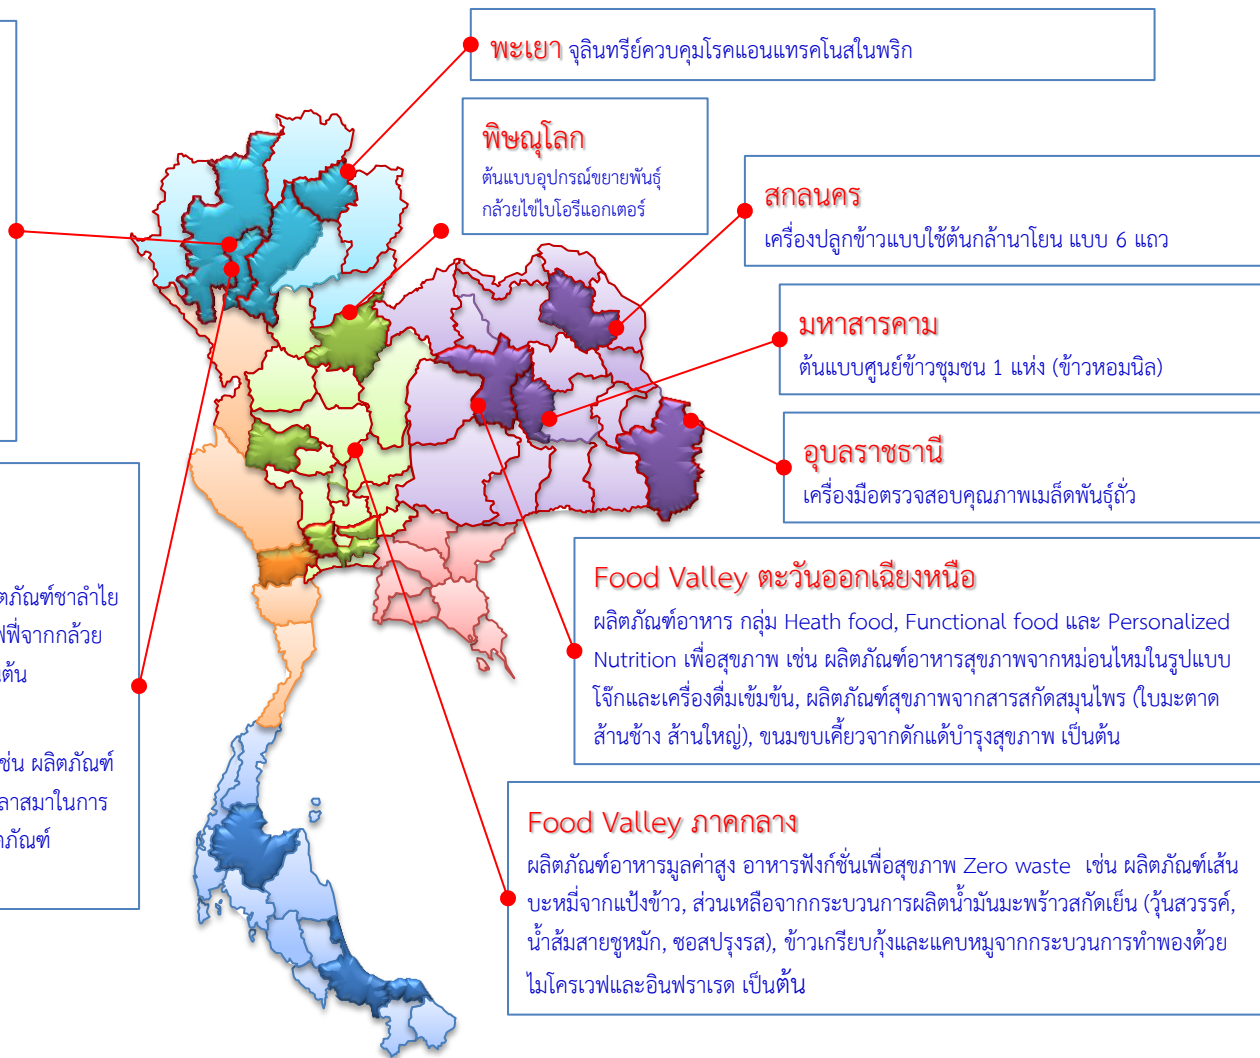 พะเยา จุลินทรีย์ควบคุมโรคแอนแทรคโนสในพริก
พิษณุโลก
ต้นแบบอุปกรณ์ขยายพันธุ์
กล้วยไข่ไบโอรีแอกเตอร์
สกลนคร
เครื่องปลูกข้าวแบบใช้ต้นกล้านาโยน แบบ 6 แถว
มหาสารคาม
ต้นแบบศูนย์ข้าวชุมชน 1 แห่ง (ข้าวหอมนิล)
อุบลราชธานี
เครื่องมือตรวจสอบคุณภาพเมล็ดพันธุ์ถั่ว
Food Valley ตะวันออกเฉียงหนือ
ผลิตภัณฑ์อาหาร กลุ่ม Heath food, Functional food และ Personalized
Nutrition เพื่อสุขภาพ เช่น ผลิตภัณฑ์อาหารสุขภาพจากหม่อนไหมในรูปแบบ
โจ๊กและเครื่องดื่มเข้มข้น, ผลิตภัณฑ์สุขภาพจากสารสกัดสมุนไพร (ใบมะตาด
ส้านช้าง ส้านใหญ่), ขนมขบเคี้ยวจากดักแด้บำรุงสุขภาพ เป็นต้น
Food Valley ภาคกลาง
ผลิตภัณฑ์อาหารมูลค่าสูง อาหารฟังก์ชั่นเพื่อสุขภาพ Zero waste เช่น ผลิตภัณฑ์เส้น
บะหมี่จากแป้งข้าว, ส่วนเหลือจากกระบวนการผลิตน้ำมันมะพร้าวสกัดเย็น (วุ้นสวรรค์,
น้ำส้มสายชูหมัก, ซอสปรุงรส), ข้าวเกรียบกุ้งและแคบหมูจากกระบวนการทำพองด้วย
ไมโครเวฟและอินฟราเรด เป็นต้น
ตภัณฑ์ชาลำไย
ฟฟี่จากกล้วย
นต้น
ช่น ผลิตภัณฑ์
ลาสมาในการ
ตภัณฑ์